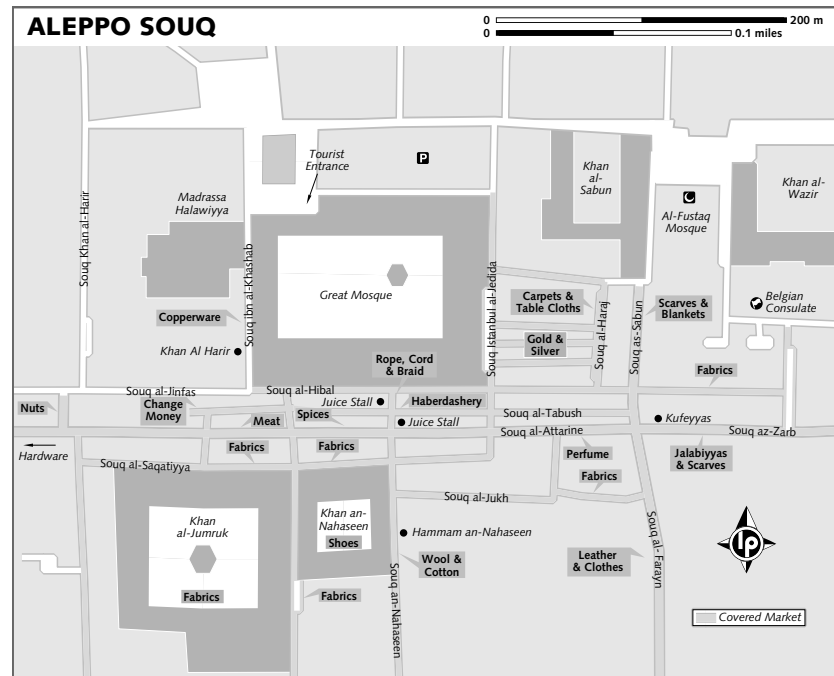 ALEPPO SOUQ
0 200 m
0 0.1 miles
Tourist
Entrance
P
Khan
al-
Sabun
Khan al-
Wazir
Madrassa
Halawiyya
Al-Fustaq
Mosque
Souq Khan al-Harir
Souq ibn al-Khashab
Great Mosque
Souq Istanbul al-Jedida
Carpets &
Table Cloths
Souq al-Haraj
Souq as-Sabun
Scarves &
Blankets
Belgian
Consulate
Copperware
Khan Al Harir
Gold &
Silver
Rope, Cord
& Braid
Fabrics
Souq al-Jinfas
Souq al-Hibal
Juice Stall
Haberdashery
Nuts
Change
Money
Meat
Spices
Juice Stall
Souq al-Tabush
Kufeyyas
Souq al-Attarine
Souq az-Zarb
Hardware
Fabrics
Fabrics
Perfume
Jalabiyyas
& Scarves
Souq al-Saqatiyya
Fabrics
Souq al-Jukh
Khan
al-Jumruk
Khan an-
Nahaseen
Shoes
Hammam an-Nahaseen
Souq al-Farayn
lp
Wool &
Cotton
Leather
& Clothes
Fabrics
Fabrics
Souq an-Nahaseen
Covered Market